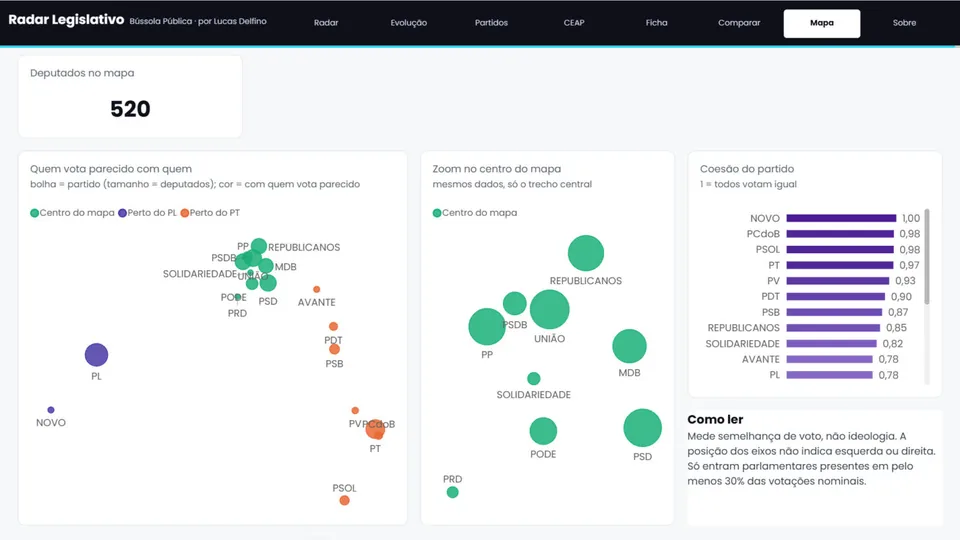 Radar Legislativo Bússola Pública · por Lucas Delfino
Radar Evolução Partidos CEAP Ficha Comparar Mapa Sobre
Deputados no mapa
520
Quem vota parecido com quem
bolha = partido (tamanho = deputados); cor = com quem vota parecido
Centro do mapa Perto do PL Perto do PT
PP REPUBLICANOS
PSDB
MDB
SOLIDARIEDADE UNIÃO
PODE PSD AVANTE
PRD
PDT
PSB
PL
NOVO
PV PCdoB
PT
PSOL
Zoom no centro do mapa
mesmos dados, só o trecho central
Centro do mapa
REPUBLICANOS
PSDB
UNIÃO
PP
MDB
SOLIDARIEDADE
PODE
PSD
PRD
Coesão do partido
1 = todos votam igual
NOVO 1,00
PCdoB 0,98
PSOL 0,98
PT 0,97
PV 0,93
PDT 0,90
PSB 0,87
REPUBLICANOS 0,85
SOLIDARIEDADE 0,82
AVANTE 0,78
PL 0,78
Como ler
Mede semelhança de voto, não ideologia. A
posição dos eixos não indica esquerda ou direita.
Só entram parlamentares presentes em pelo
menos 30% das votações nominais.